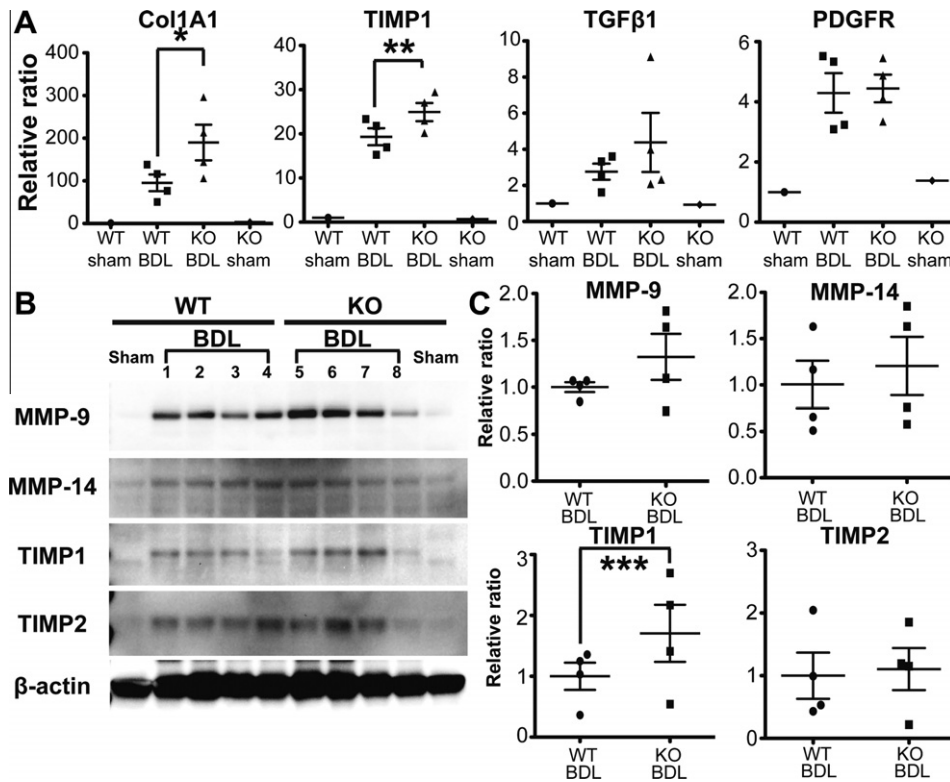 A
Col1A1
TIMP1
TGFβ1
PDGFR
Relative ratio
400
300
200
100
0
*
WT sham
WT BDL
KO BDL
KO sham
40
30
20
10
0
**
WT sham
WT BDL
KO BDL
KO sham
10
8
6
4
2
0
WT sham
WT BDL
KO BDL
KO sham
6
4
2
0
WT sham
WT BDL
KO BDL
KO sham
B
WT
KO
Sham
BDL
BDL
Sham
1 2 3 4 5 6 7 8
MMP-9
MMP-14
TIMP1
TIMP2
β-actin
C
MMP-9
Relative ratio
2.0
1.5
1.0
0.5
0.0
WT BDL
KO BDL
MMP-14
2.0
1.5
1.0
0.5
0.0
WT BDL
KO BDL
TIMP1
Relative ratio
3
2
1
0
***
WT BDL
KO BDL
TIMP2
3
2
1
0
WT BDL
KO BDL